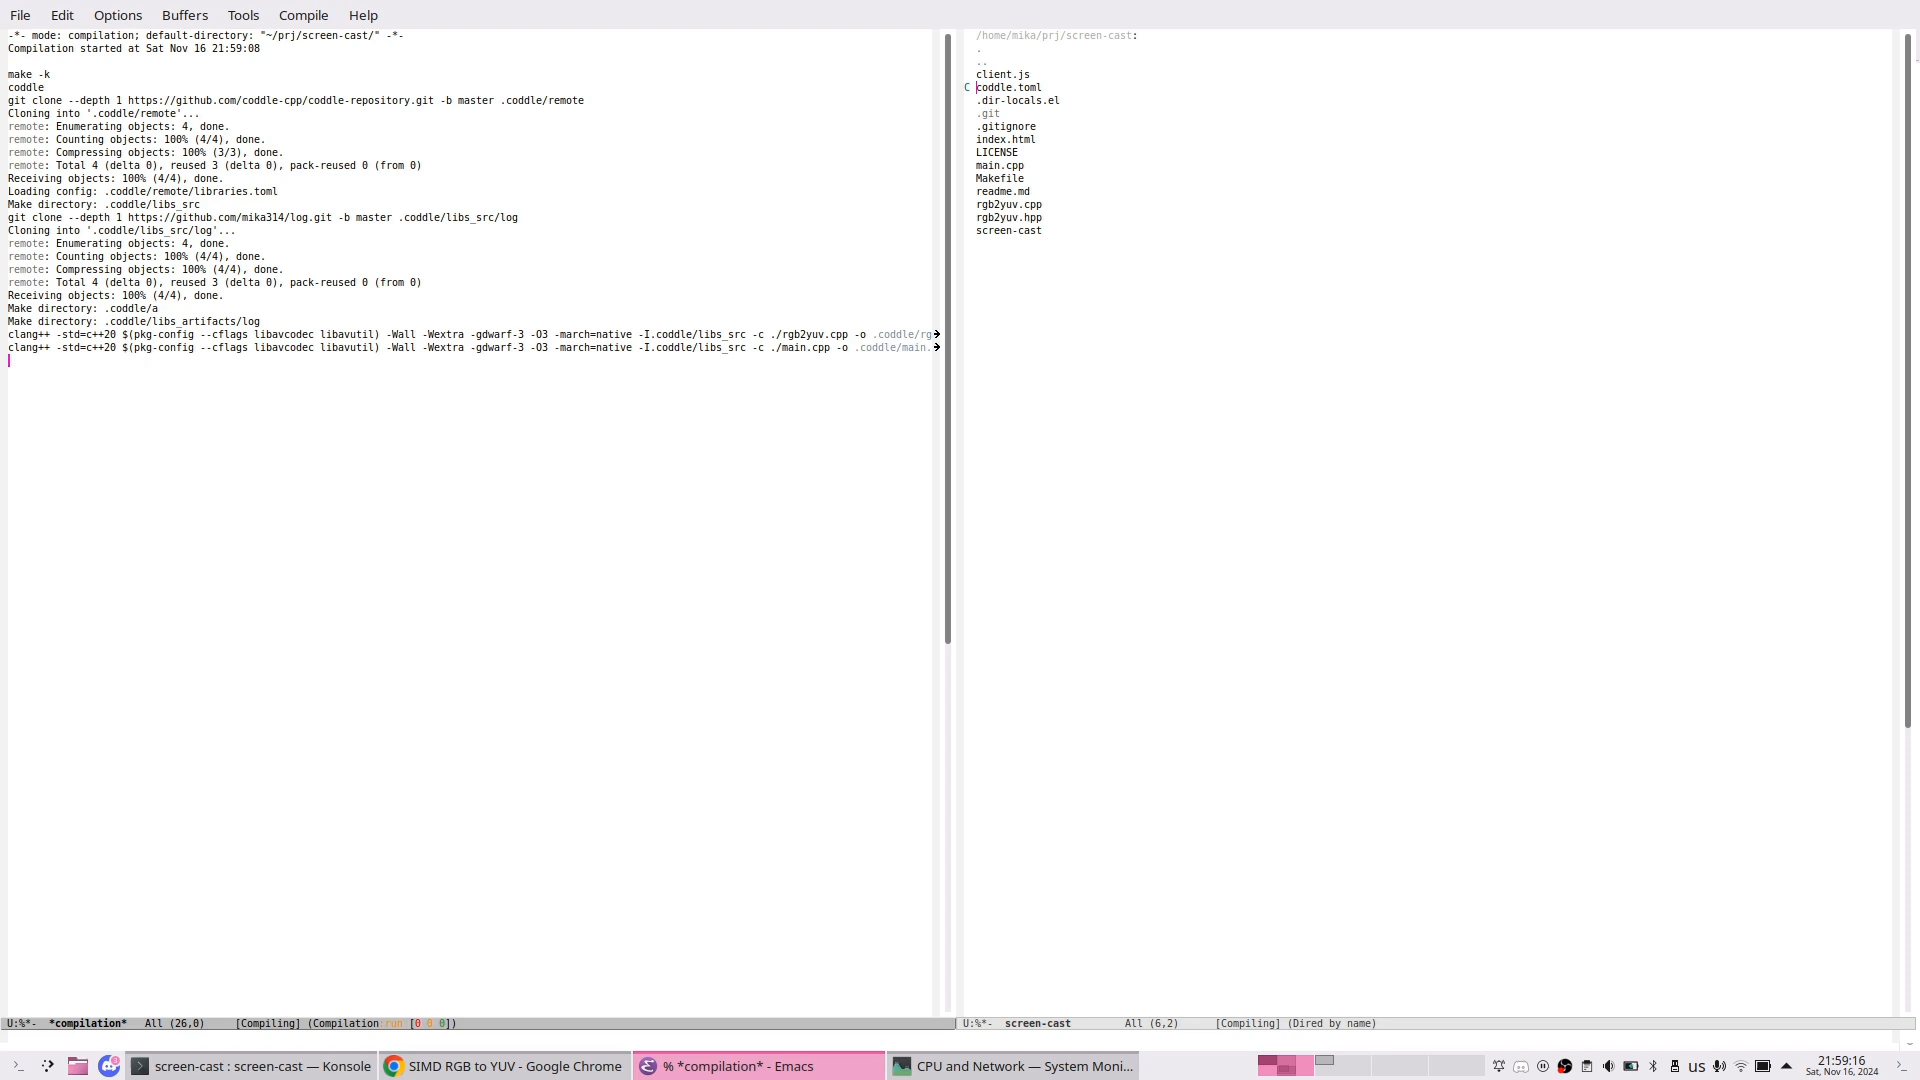 File Edit Options Buffers Tools Compile Help
-*- mode: compilation; default-directory: "~/prj/screen-cast/" -*-
Compilation started at Sat Nov 16 21:59:08
make -k
coddle
git clone --depth 1 https://github.com/coddle-cpp/coddle-repository.git -b master .coddle/remote
Cloning into '.coddle/remote'...
remote: Enumerating objects: 4, done.
remote: Counting objects: 100% (4/4), done.
remote: Compressing objects: 100% (3/3), done.
remote: Total 4 (delta 0), reused 3 (delta 0), pack-reused 0 (from 0)
Receiving objects: 100% (4/4), done.
Loading config: .coddle/remote/libraries.toml
Make directory: .coddle/libs_src
git clone --depth 1 https://github.com/mika314/log.git -b master .coddle/libs_src/log
Cloning into '.coddle/libs_src/log'...
remote: Enumerating objects: 4, done.
remote: Counting objects: 100% (4/4), done.
remote: Compressing objects: 100% (4/4), done.
remote: Total 4 (delta 0), reused 3 (delta 0), pack-reused 0 (from 0)
Receiving objects: 100% (4/4), done.
Make directory: .coddle/a
Make directory: .coddle/libs_artifacts/log
clang++ -std=c++20 $(pkg-config --cflags libavcodec libavutil) -Wall -Wextra -gdwarf-3 -O3 -march=native -I.coddle/libs_src -c ./rgb2yuv.cpp -o .coddle/rg
clang++ -std=c++20 $(pkg-config --cflags libavcodec libavutil) -Wall -Wextra -gdwarf-3 -O3 -march=native -I.coddle/libs_src -c ./main.cpp -o .coddle/main.
U:%*- *compilation* All (26,0) [Compiling] (Compilation:run [0 0 0])
/home/mika/prj/screen-cast:
.
..
client.js
C coddle.toml
.dir-locals.el
.git
.gitignore
index.html
LICENSE
main.cpp
Makefile
readme.md
rgb2yuv.cpp
rgb2yuv.hpp
screen-cast
U:%*- screen-cast All (6,2) [Compiling] (Dired by name)
screen-cast : screen-cast — Konsole
SIMD RGB to YUV - Google Chrome
% *compilation* - Emacs
CPU and Network — System Moni...
us
21:59:16
Sat, Nov 16, 2024